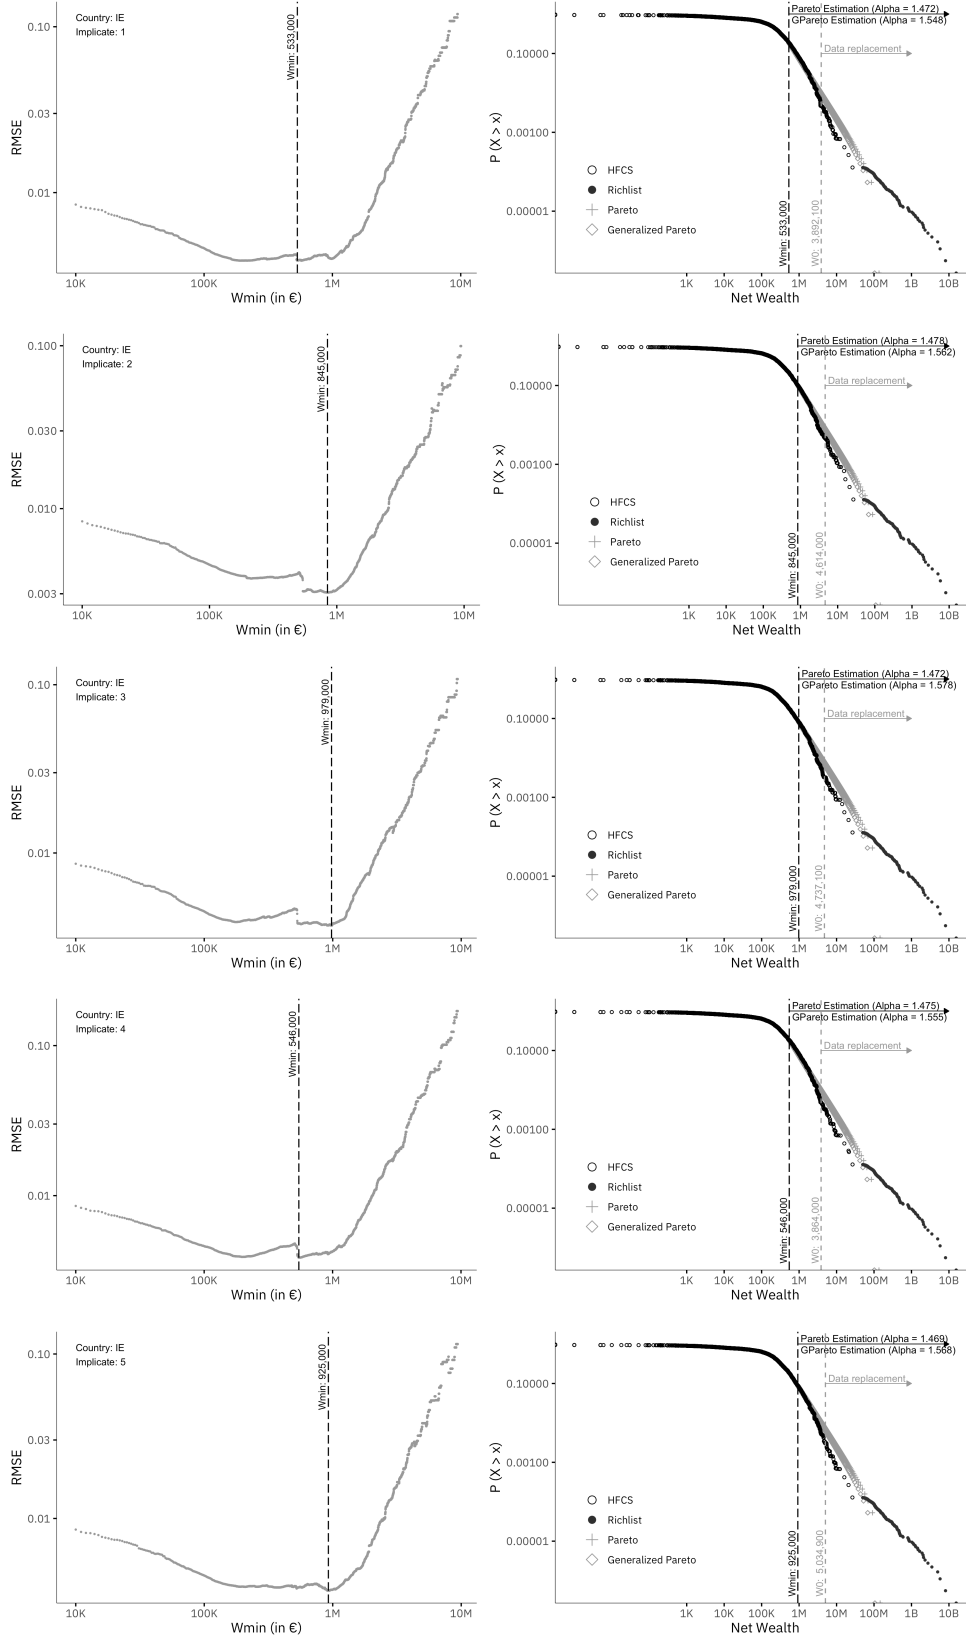 Country: IE
Implicate: 1
Wmin: 533,000
RMSE
0.10
0.03
0.01
10K
100K
1M
10M
Wmin (in €)
Pareto Estimation (Alpha = 1.472)
GPareto Estimation (Alpha = 1.548)
Data replacement
P (X > x)
0.10000
0.00100
0.00001
HFCS
Richlist
Pareto
Generalized Pareto
Wmin: 533,000
W0: 3,892,100
1K
10K
100K
1M
10M
100M
1B
10B
Net Wealth
Country: IE
Implicate: 2
Wmin: 845,000
RMSE
0.100
0.030
0.010
0.003
10K
100K
1M
10M
Wmin (in €)
Pareto Estimation (Alpha = 1.478)
GPareto Estimation (Alpha = 1.562)
Data replacement
P (X > x)
0.10000
0.00100
0.00001
HFCS
Richlist
Pareto
Generalized Pareto
Wmin: 845,000
W0: 4,614,000
1K
10K
100K
1M
10M
100M
1B
10B
Net Wealth
Country: IE
Implicate: 3
Wmin: 979,000
RMSE
0.10
0.03
0.01
10K
100K
1M
10M
Wmin (in €)
Pareto Estimation (Alpha = 1.472)
GPareto Estimation (Alpha = 1.578)
Data replacement
P (X > x)
0.10000
0.00100
0.00001
HFCS
Richlist
Pareto
Generalized Pareto
Wmin: 979,000
W0: 4,737,100
1K
10K
100K
1M
10M
100M
1B
10B
Net Wealth
Country: IE
Implicate: 4
Wmin: 546,000
RMSE
0.10
0.03
0.01
10K
100K
1M
10M
Wmin (in €)
Pareto Estimation (Alpha = 1.475)
GPareto Estimation (Alpha = 1.555)
Data replacement
P (X > x)
0.10000
0.00100
0.00001
HFCS
Richlist
Pareto
Generalized Pareto
Wmin: 546,000
W0: 3,864,000
1K
10K
100K
1M
10M
100M
1B
10B
Net Wealth
Country: IE
Implicate: 5
Wmin: 925,000
RMSE
0.10
0.03
0.01
10K
100K
1M
10M
Wmin (in €)
Pareto Estimation (Alpha = 1.469)
GPareto Estimation (Alpha = 1.568)
Data replacement
P (X > x)
0.10000
0.00100
0.00001
HFCS
Richlist
Pareto
Generalized Pareto
Wmin: 925,000
W0: 5,034,900
1K
10K
100K
1M
10M
100M
1B
10B
Net Wealth